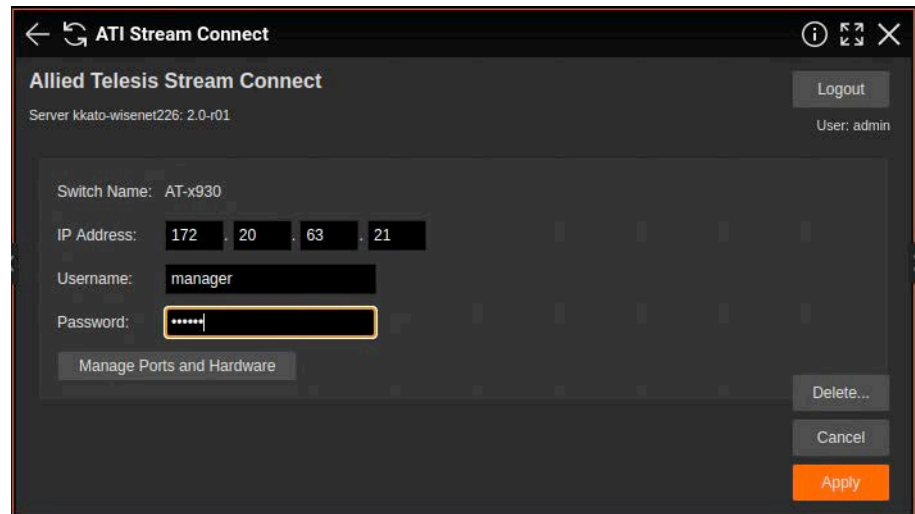 ATI Stream Connect
Allied Telesis Stream Connect
Logout
Server kkato-wisenet226: 2.0-r01
User: admin
Switch Name: AT-x930
IP Address: 172 . 20 . 63 . 21
Username: manager
Password: ••••••
Manage Ports and Hardware
Delete...
Cancel
Apply